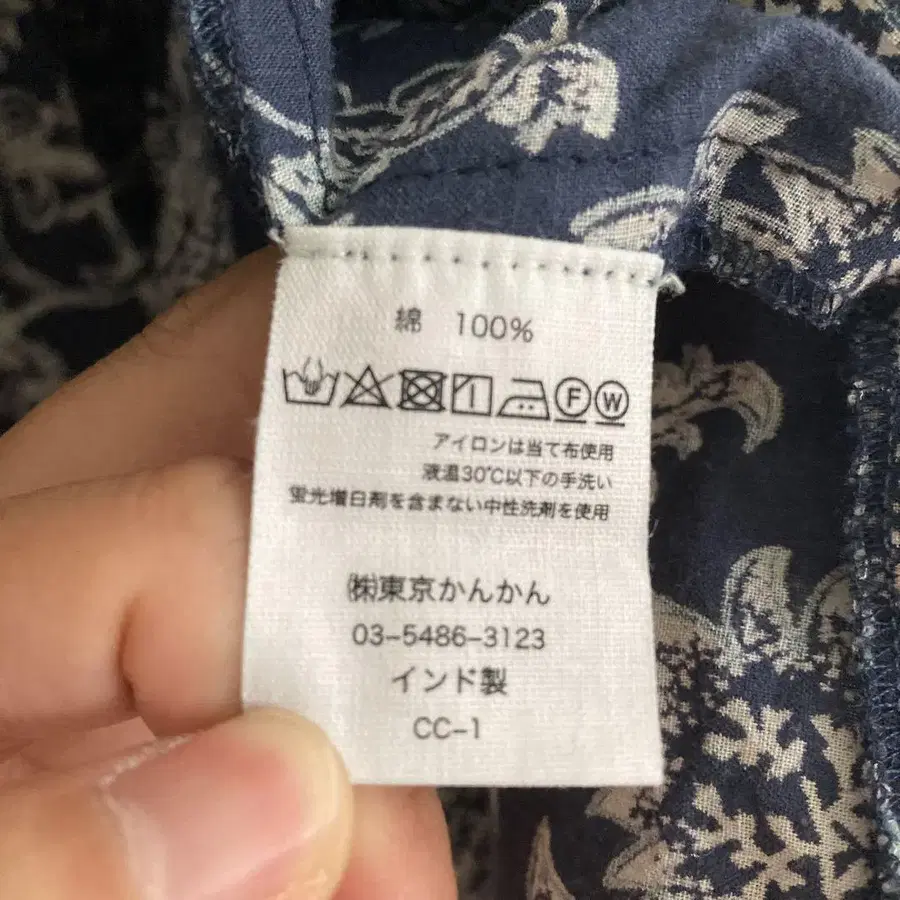 綿 100%
F W
アイロンは当て布使用
液温30℃以下の手洗い
蛍光増白剤を含まない中性洗剤を使用
㈱東京かんかん
03-5486-3123
インド製
CC-1